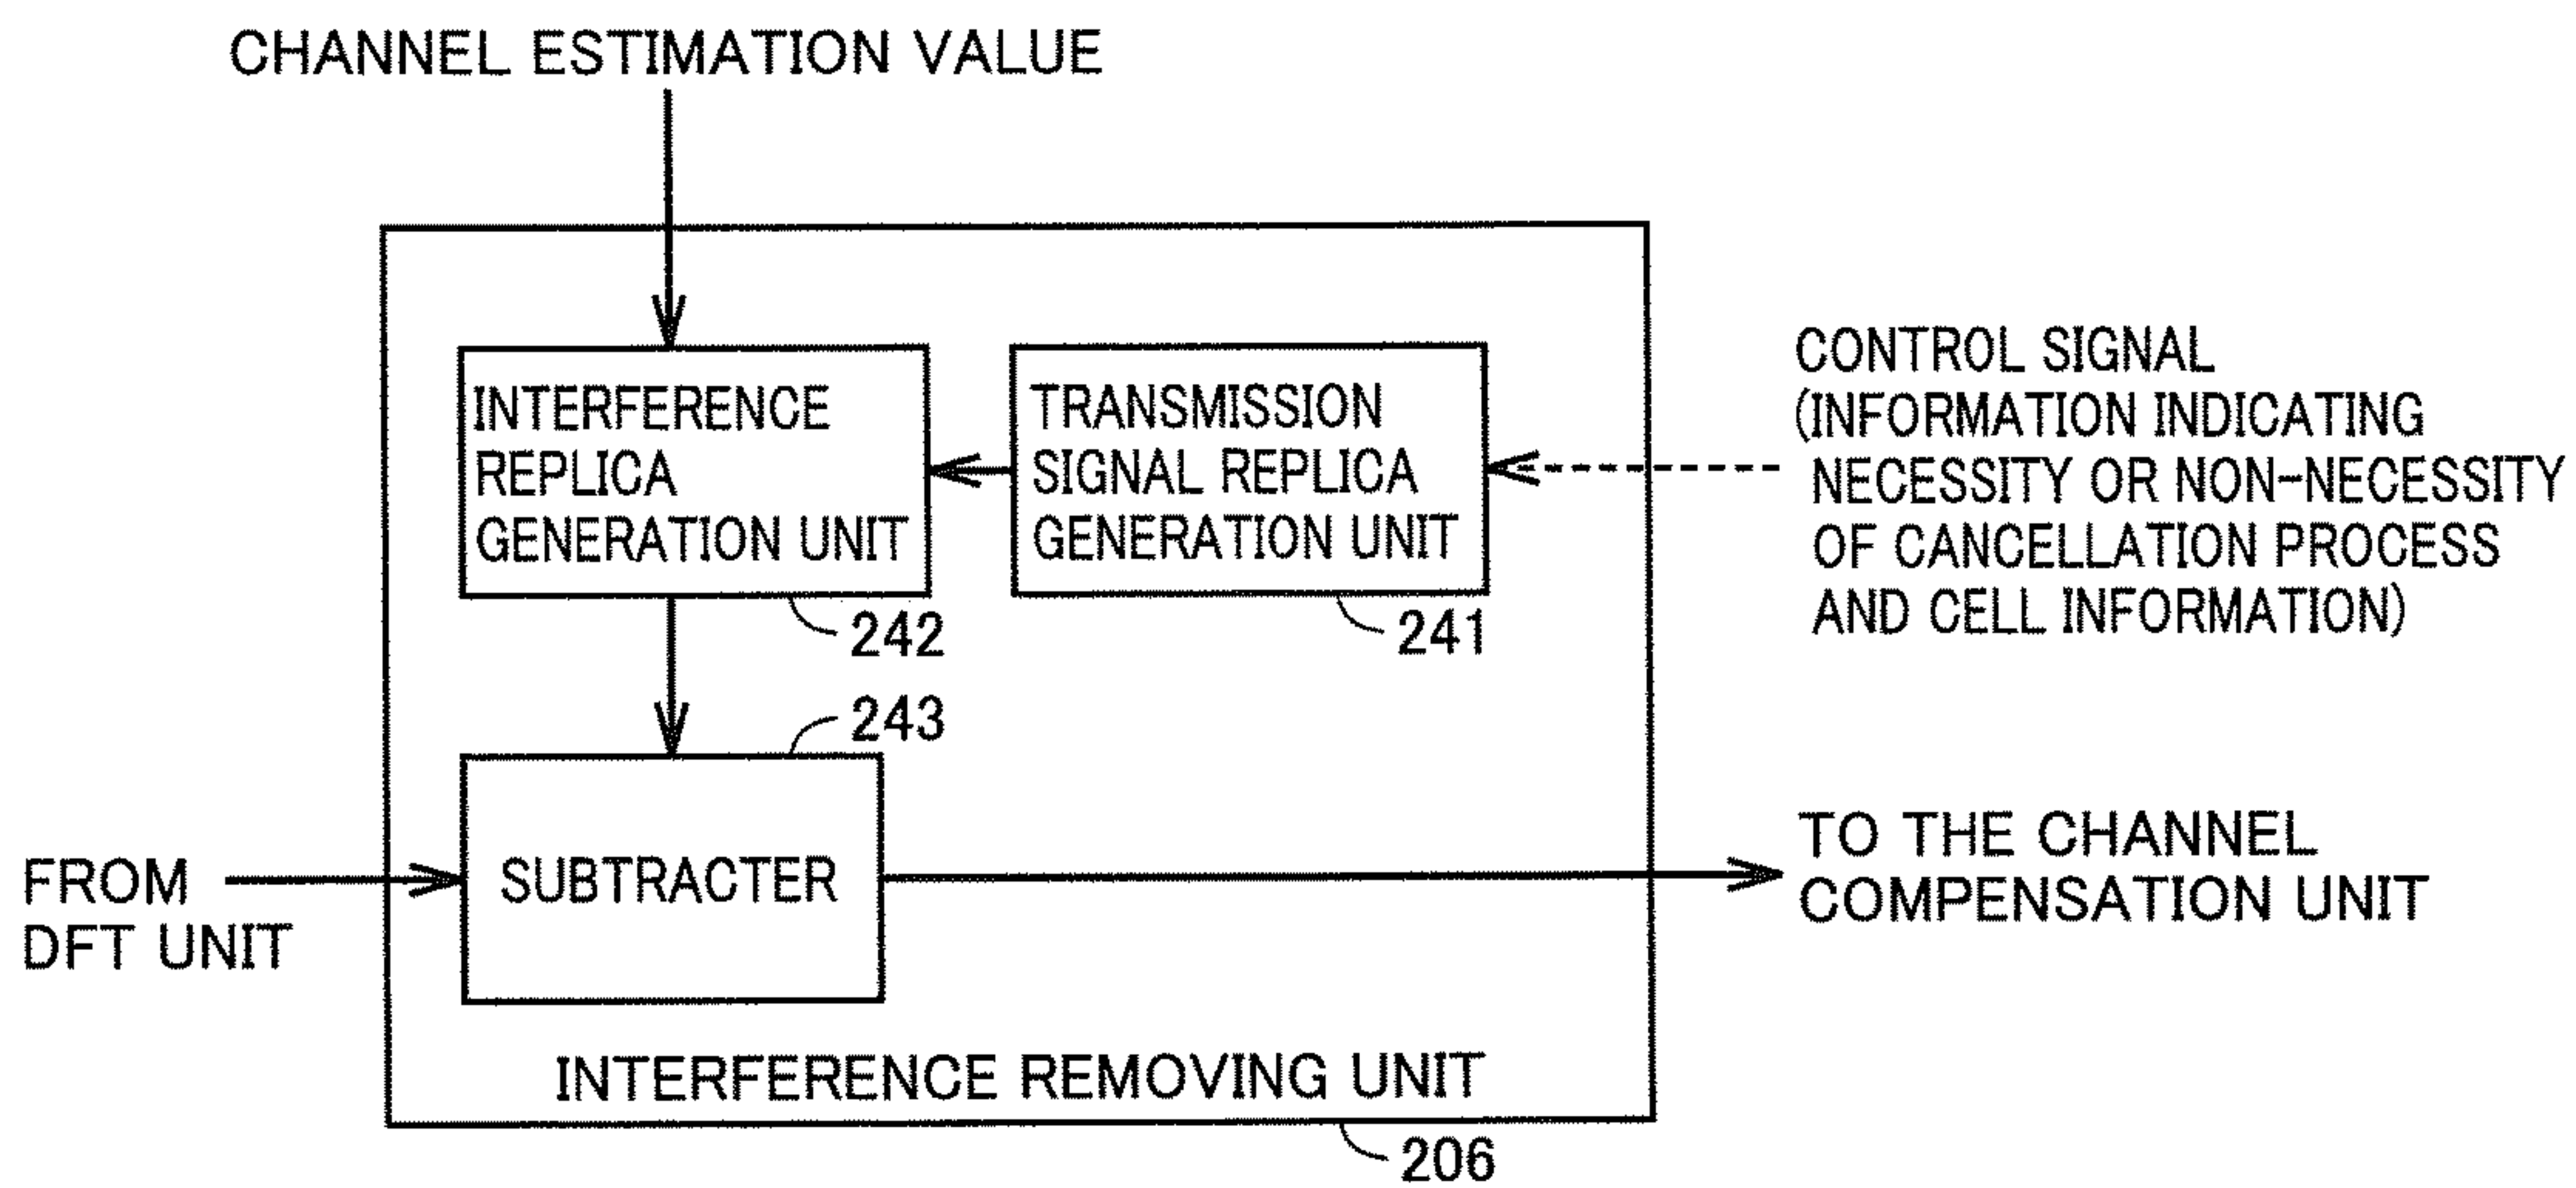 CHANNEL ESTIMATION VALUE
INTERFERENCE
REPLICA
GENERATION UNIT
242
TRANSMISSION
SIGNAL REPLICA
GENERATION UNIT
241
CONTROL SIGNAL
(INFORMATION INDICATING
NECESSITY OR NON-NECESSITY
OF CANCELLATION PROCESS
AND CELL INFORMATION)
243
SUBTRACTER
FROM
DFT UNIT
TO THE CHANNEL
COMPENSATION UNIT
INTERFERENCE REMOVING UNIT
206